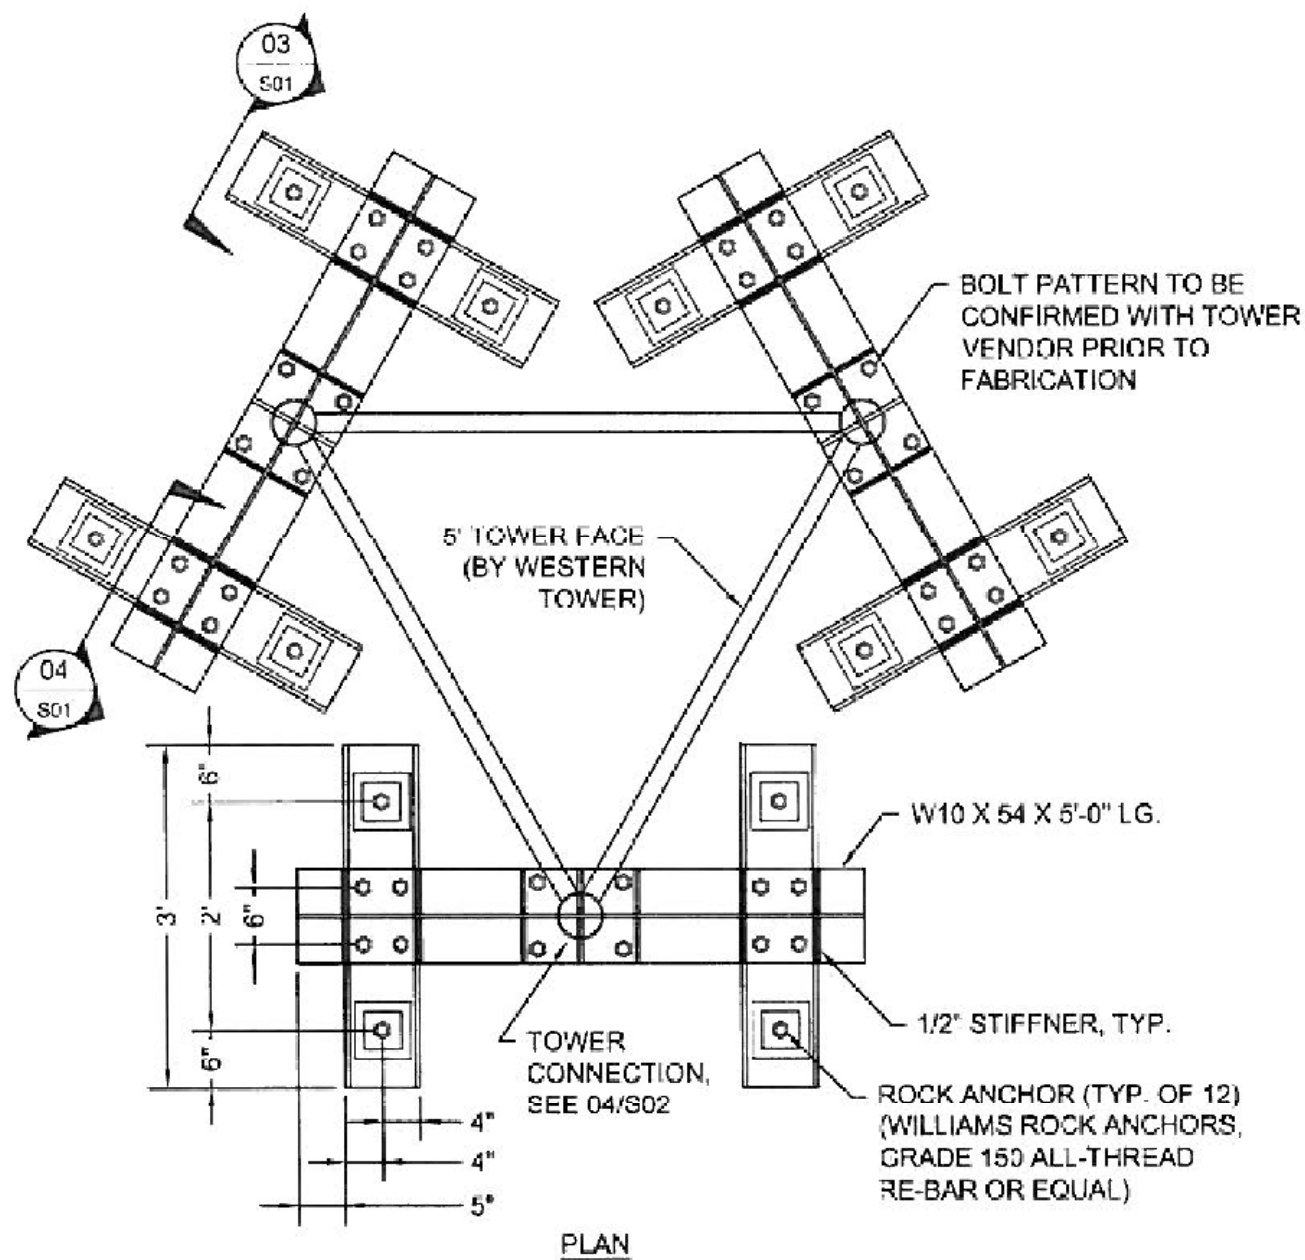 03
S01
BOLT PATTERN TO BE
CONFIRMED WITH TOWER
VENDOR PRIOR TO
FABRICATION
5' TOWER FACE
(BY WESTERN
TOWER)
04
S01
6"
3'
2'
6"
6"
W10 X 54 X 5'-0" LG.
1/2" STIFFNER, TYP.
TOWER
CONNECTION,
SEE 04/S02
ROCK ANCHOR (TYP. OF 12)
(WILLIAMS ROCK ANCHORS,
GRADE 150 ALL-THREAD
RE-BAR OR EQUAL)
4"
4"
5"
PLAN